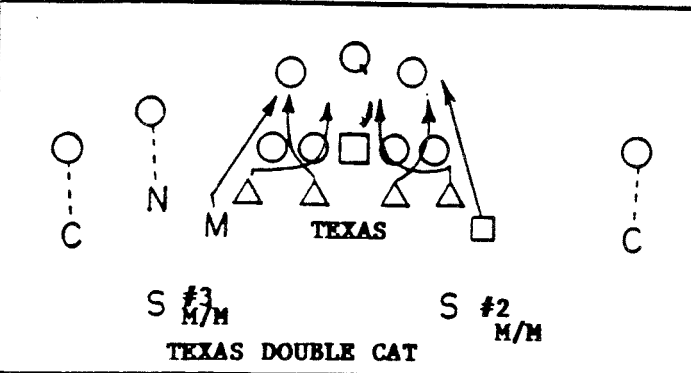 Q
N
C
M
TEXAS
C
S #3
M/M
S #2
M/M
TEXAS DOUBLE CAT